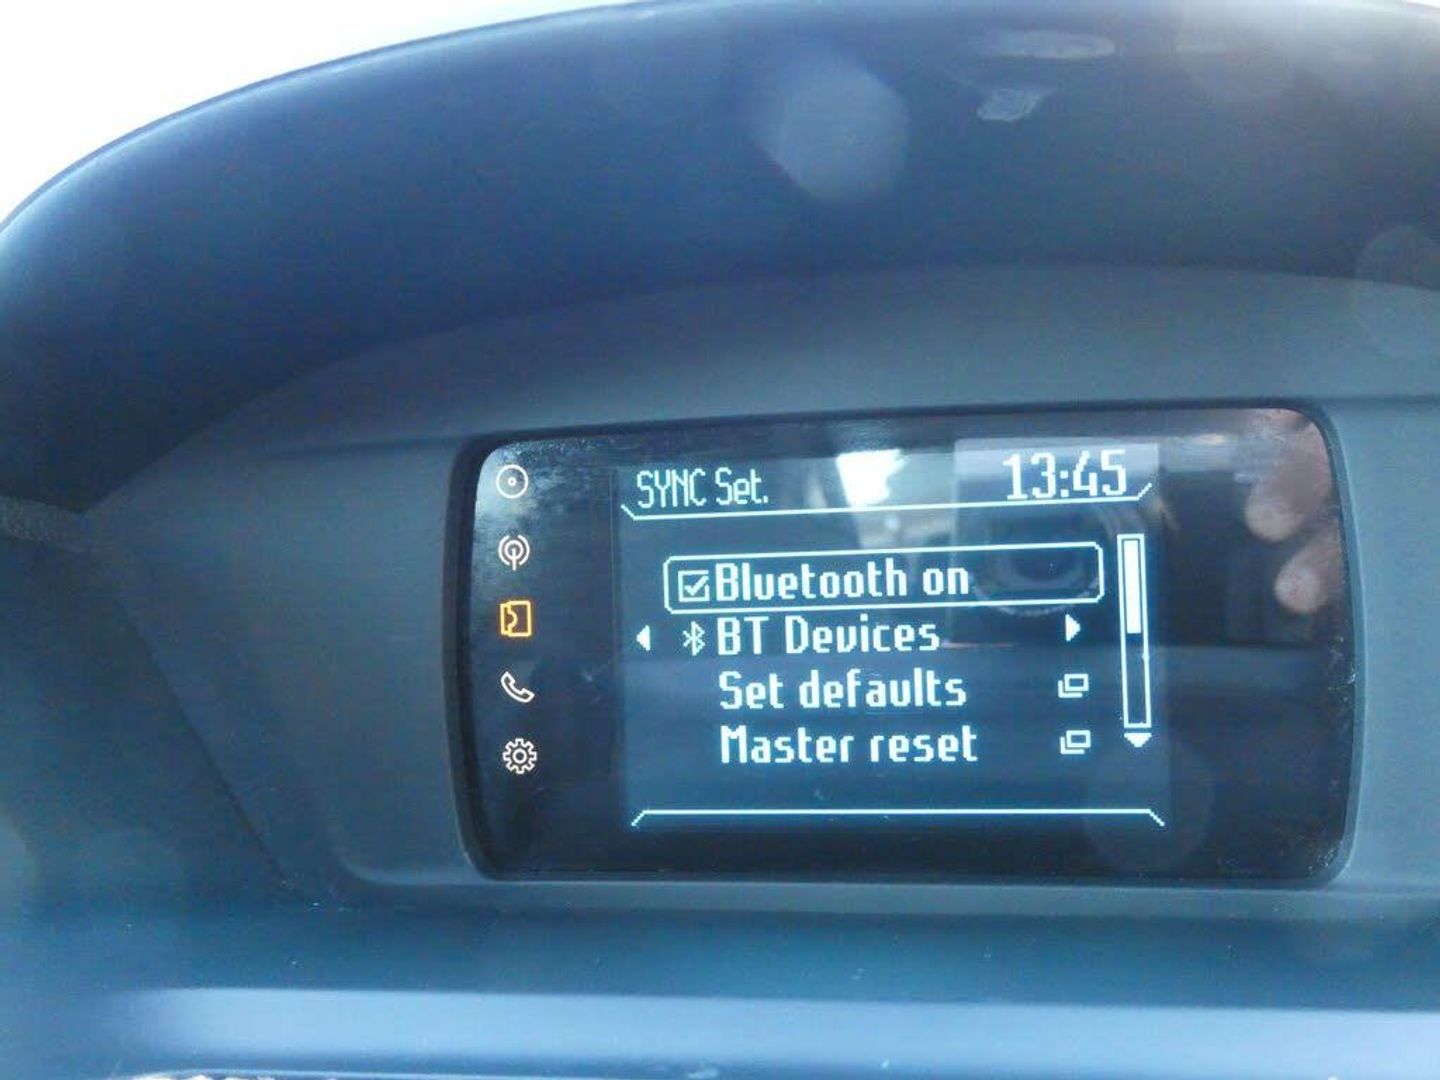 SYNC Set. 13:45
Bluetooth on
BT Devices
Set defaults
Master reset